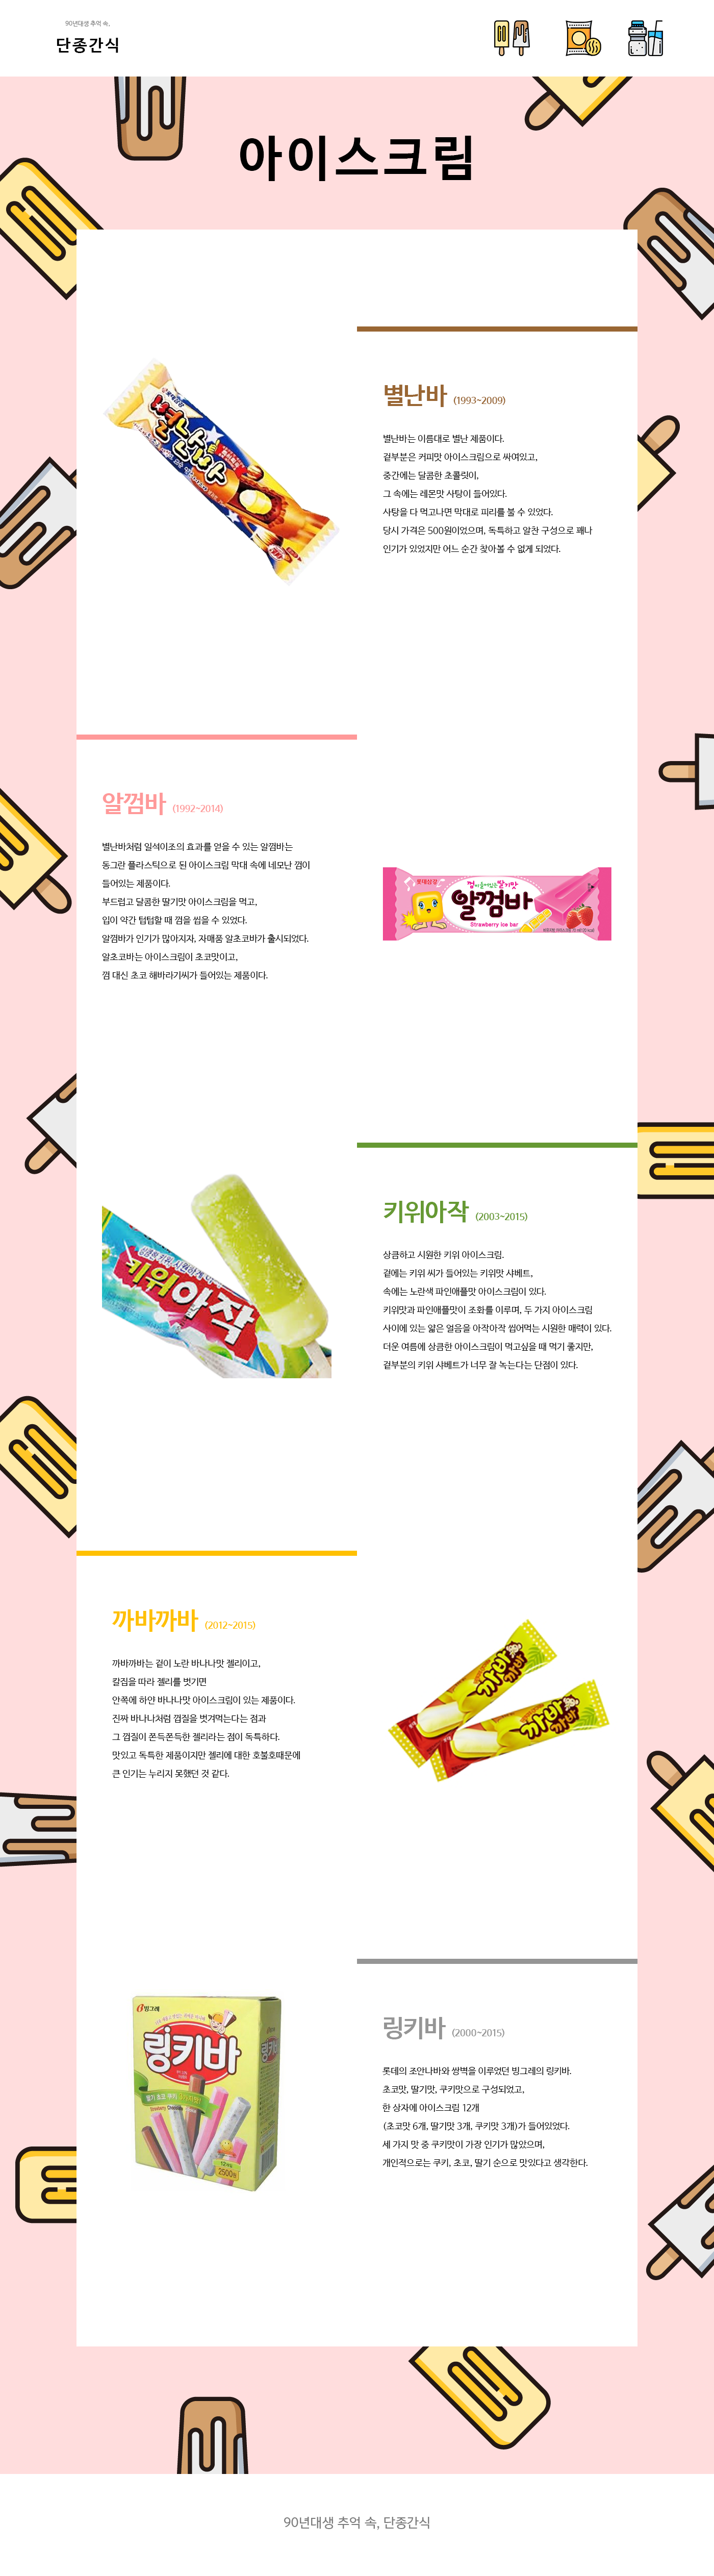 90년대생 추억 속,
단종간식
아이스크림
별난바 (1993~2009)
별난바
별난바는 이름대로 별난 제품이다.
겉부분은 커피맛 아이스크림으로 싸여있고,
중간에는 달콤한 초콜릿이,
그 속에는 레몬맛 사탕이 들어있다.
사탕을 다 먹고나면 막대로 피리를 불 수 있었다.
당시 가격은 500원이었으며, 독특하고 알찬 구성으로 꽤나
인기가 있었지만 어느 순간 찾아볼 수 없게 되었다.
알껌바 (1992~2014)
별난바처럼 일석이조의 효과를 얻을 수 있는 알껌바는
동그란 플라스틱으로 된 아이스크림 막대 속에 네모난 껌이
들어있는 제품이다.
부드럽고 달콤한 딸기맛 아이스크림을 먹고,
입이 약간 텁텁할 때 껌을 씹을 수 있었다.
알껌바가 인기가 많아지자, 자매품 알초코바가 출시되었다.
알초코바는 아이스크림이 초코맛이고,
껌 대신 초코 해바라기씨가 들어있는 제품이다.
롯데삼강
껌이 들어있는 딸기맛
알껌바
Strawberry ice bar
키위아작 (2003~2015)
키위아작
상큼하고 시원한 키위 아이스크림.
겉에는 키위 씨가 들어있는 키위맛 샤베트,
속에는 노란색 파인애플맛 아이스크림이 있다.
키위맛과 파인애플맛이 조화를 이루며, 두 가지 아이스크림
사이에 있는 얇은 얼음을 아작아작 씹어먹는 시원한 매력이 있다.
더운 여름에 상큼한 아이스크림이 먹고싶을 때 먹기 좋지만,
겉부분의 키위 샤베트가 너무 잘 녹는다는 단점이 있다.
까바까바 (2012~2015)
까바까바는 겉이 노란 바나나맛 젤리이고,
칼집을 따라 젤리를 벗기면
안쪽에 하얀 바나나맛 아이스크림이 있는 제품이다.
진짜 바나나처럼 껍질을 벗겨먹는다는 점과
그 껍질이 쫀득쫀득한 젤리라는 점이 독특하다.
맛있고 독특한 제품이지만 젤리에 대한 호불호때문에
큰 인기는 누리지 못했던 것 같다.
까바
까바
까바
까바
링키바 (2000~2015)
빙그레
링키바
링키바
2500원
롯데의 조안나바와 쌍벽을 이루었던 빙그레의 링키바.
초코맛, 딸기맛, 쿠키맛으로 구성되었고,
한 상자에 아이스크림 12개
(초코맛 6개, 딸기맛 3개, 쿠키맛 3개)가 들어있었다.
세 가지 맛 중 쿠키맛이 가장 인기가 많았으며,
개인적으로는 쿠키, 초코, 딸기 순으로 맛있다고 생각한다.
90년대생 추억 속, 단종간식